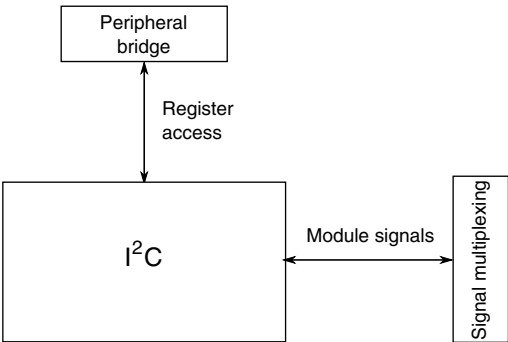 Peripheral
bridge
Register
access
I²C
Module signals
Signal multiplexing